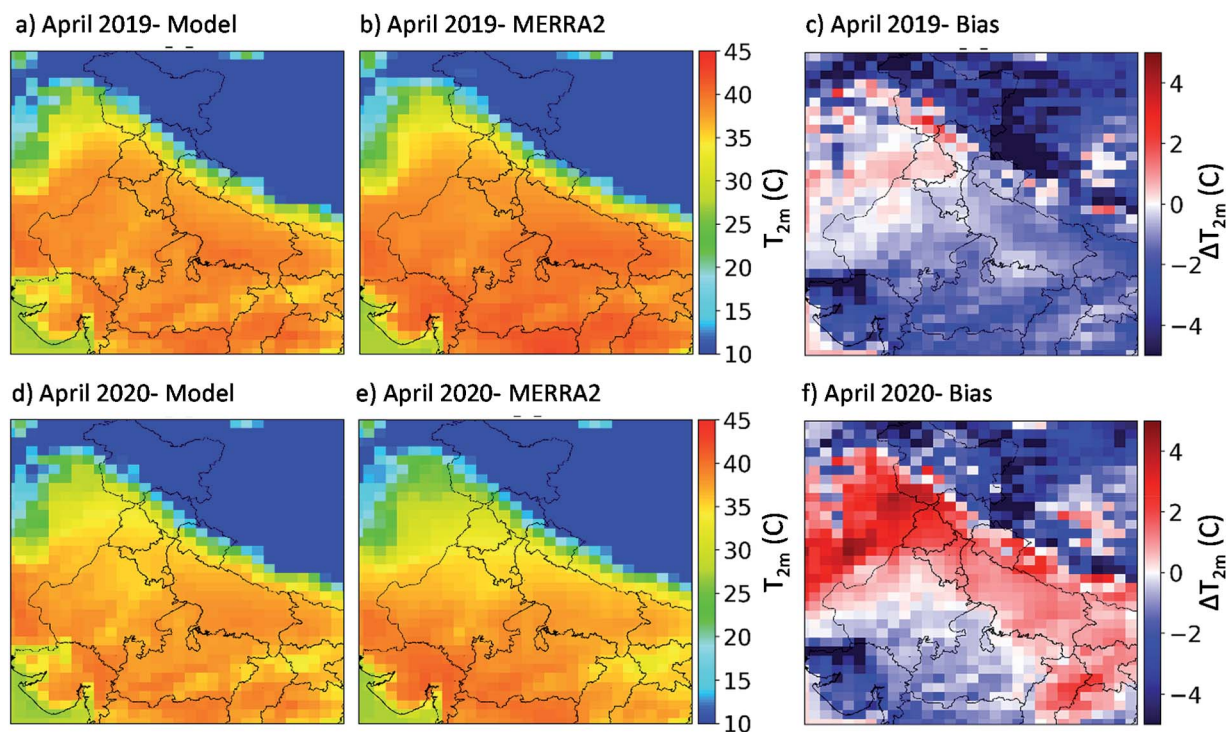 a) April 2019- Model
b) April 2019- MERRA2
c) April 2019- Bias
45
40
35
30
25
20
15
10
T2m (C)
4
2
0
−2
−4
ΔT2m (C)
d) April 2020- Model
e) April 2020- MERRA2
f) April 2020- Bias
45
40
35
30
25
20
15
10
T2m (C)
4
2
0
−2
−4
ΔT2m (C)